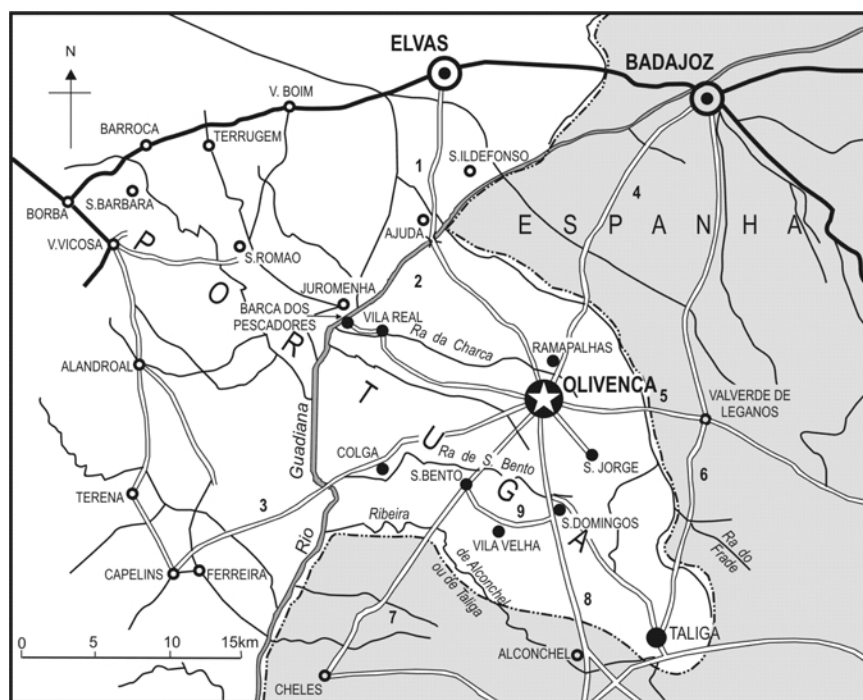 ELVAS
BADAJOZ
N
V. BOIM
BARROCA
TERRUGEM
1
S.ILDEFONSO
4
S.BARBARA
BORBA
AJUDA
ESPANHA
V.VICOSA
S.ROMAO
2
JUROMENHA
BARCA DOS
PESCADORES
VILA REAL
Ra da Charca
RAMAPALHAS
ALANDROAL
OLIVENCA
5
VALVERDE DE
LEGANOS
PORTUGAL
Guadiana
COLGA
Ra de S. Bento
S. JORGE
6
S.BENTO
TERENA
3
Ribeira
9
S.DOMINGOS
VILA VELHA
Ra do
Frade
Rio
CAPELINS
FERREIRA
de Alconchel
ou de Taliga
7
8
TALIGA
ALCONCHEL
0 5 10 15km
CHELES